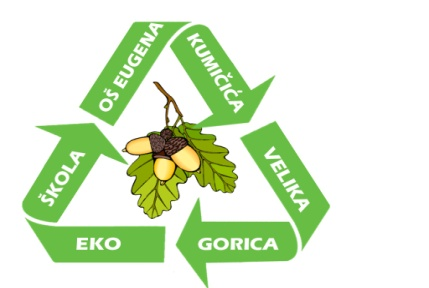 OŠ EUGENA
KUMIČIĆA
VELIKA
GORICA
EKO
ŠKOLA